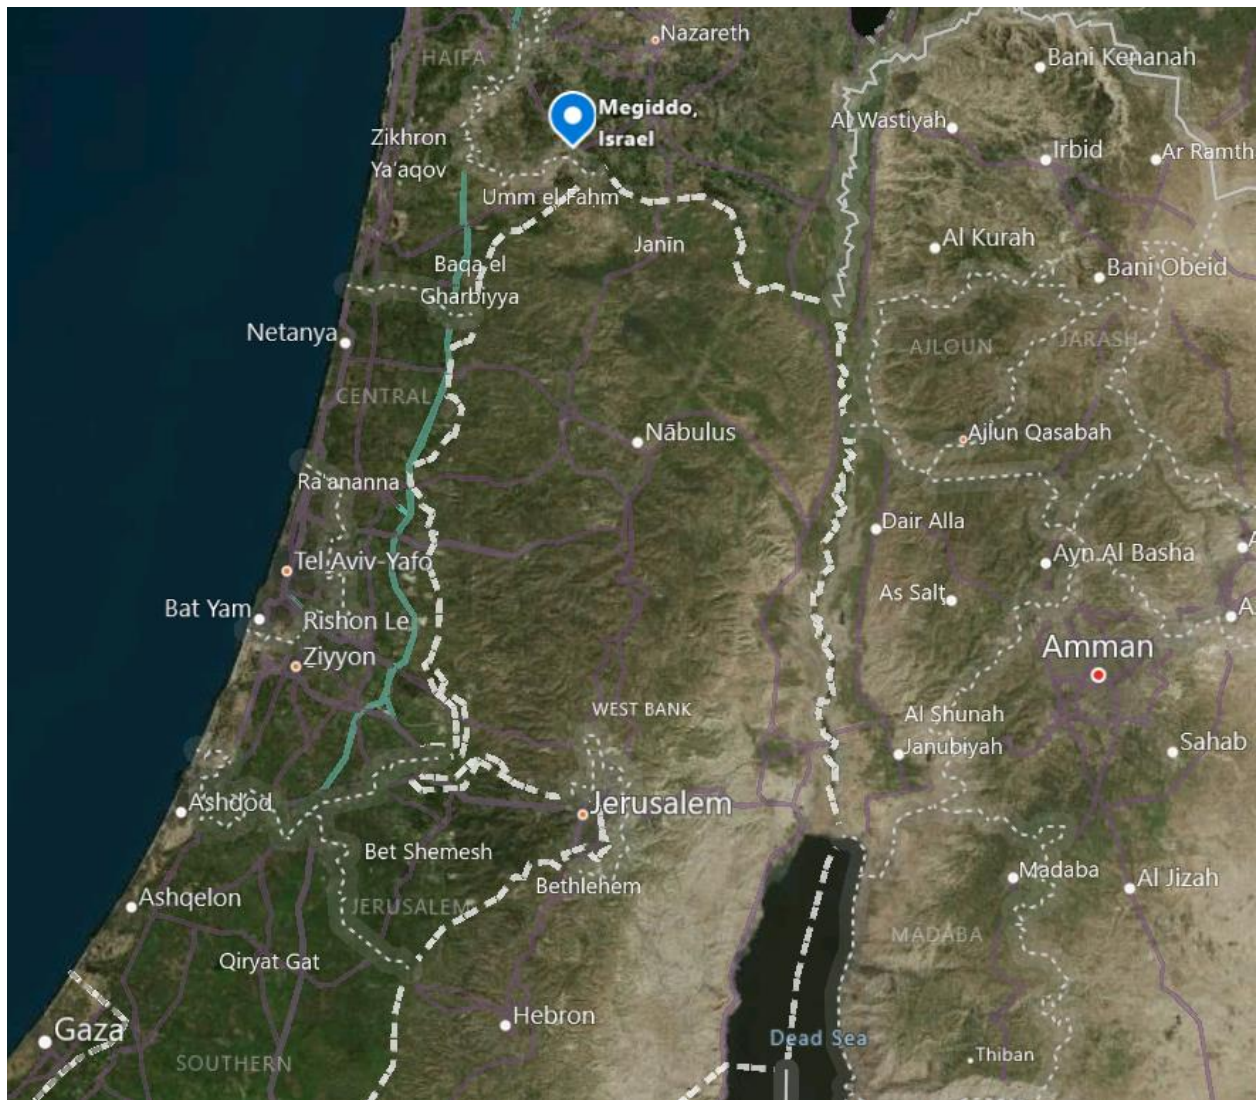 Nazareth
HAIFA
Bani Kenanah
Megiddo,
Israel
Al Wastiyah
Zikhron
Ya'aqov
Irbid
Ar Ramth
Umm el Fahm
Janīn
Al Kurah
Baqa el
Gharbiyya
Bani Obeid
Netanya
AJLOUN
JARASH
CENTRAL
Nābulus
Ajlun Qasabah
Ra'ananna
Dair Alla
Tel Aviv-Yafo
Ayn Al Basha
A
As Salţ
Bat Yam
Rishon Le
Ziyyon
A
Amman
WEST BANK
Al Shunah
Janubiyah
Sahab
Ashdod
Jerusalem
Bet Shemesh
Bethlehem
Madaba
Al Jizah
Ashqelon
JERUSALEM
MADABA
Qiryat Gat
Hebron
Gaza
Dead Sea
Thiban
SOUTHERN